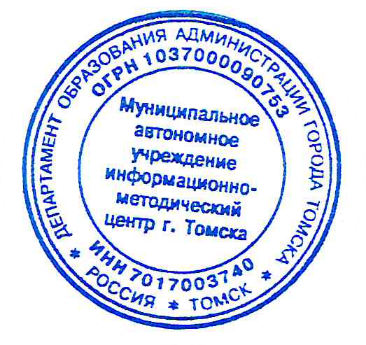 ДЕПАРТАМЕНТ ОБРАЗОВАНИЯ АДМИНИСТРАЦИИ ГОРОДА ТОМСКА
* РОССИЯ * ТОМСК *
ОГРН 1037000090753
Муниципальное
автономное
учреждение
информационно-
методический
центр г. Томска
ИНН 7017003740